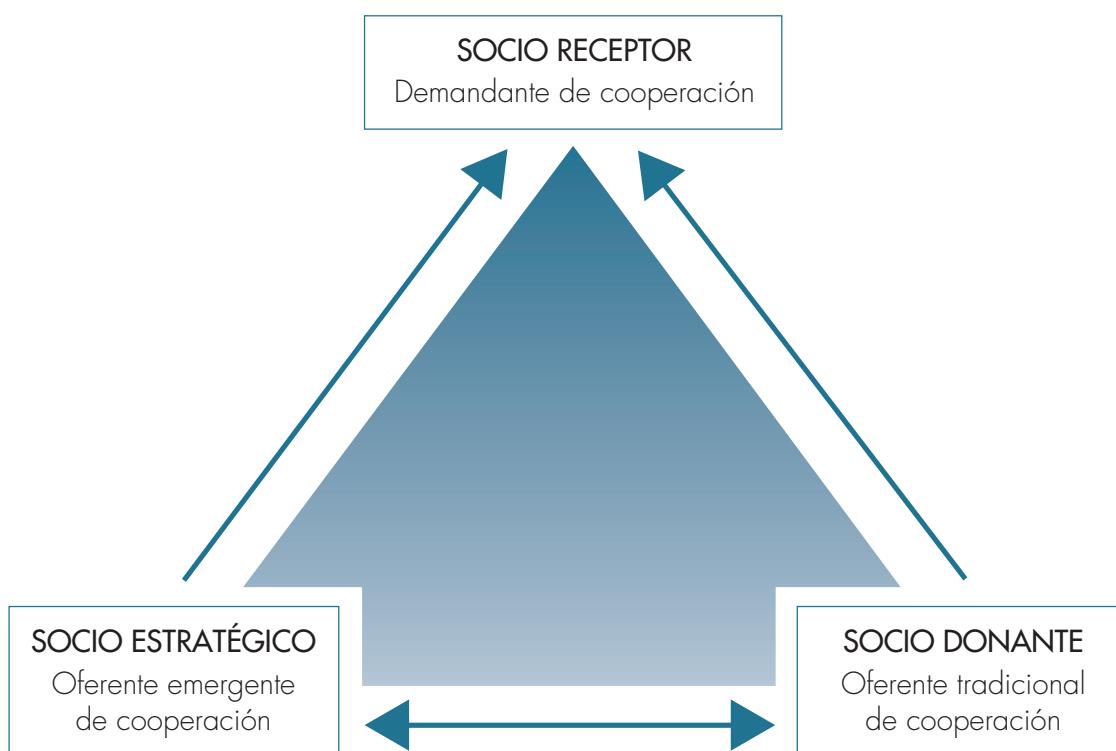 SOCIO RECEPTOR
Demandante de cooperación
SOCIO ESTRATÉGICO
Oferente emergente
de cooperación
SOCIO DONANTE
Oferente tradicional
de cooperación